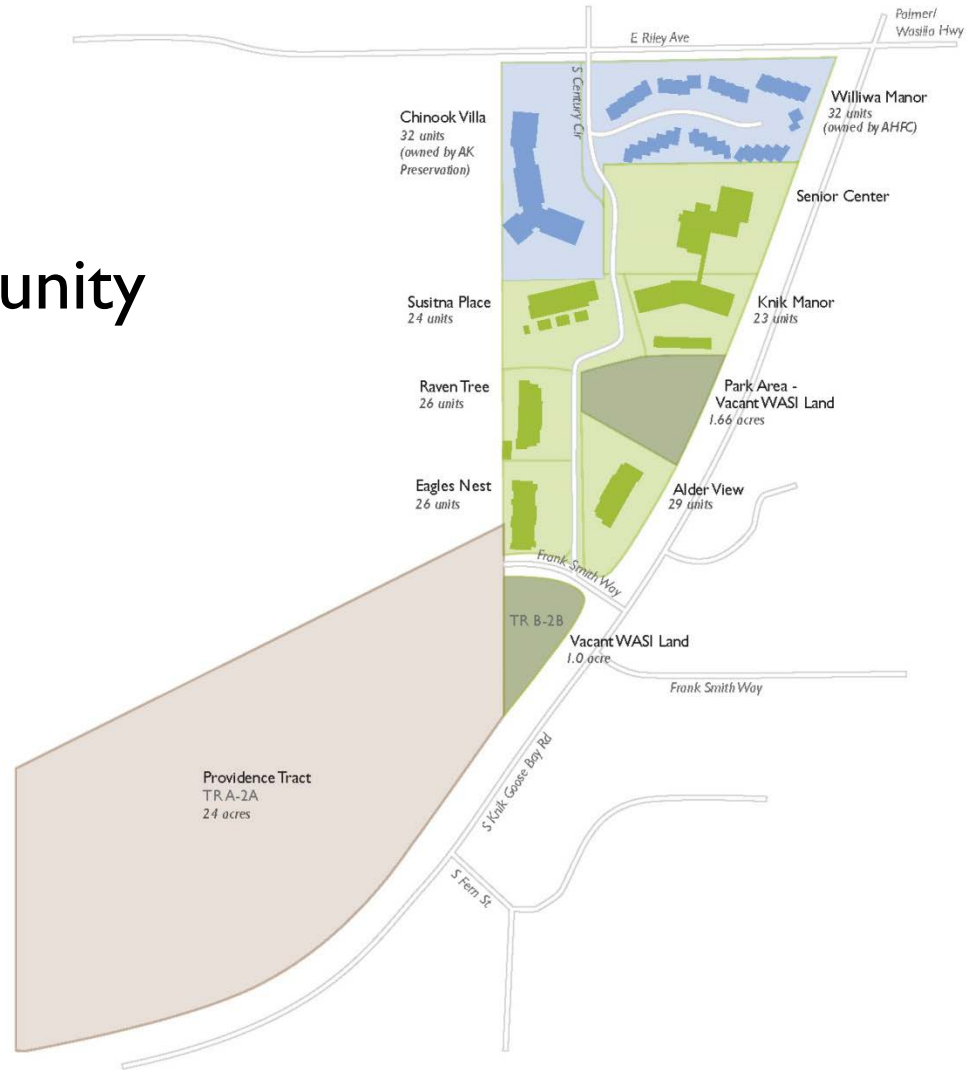 Palmer/
Wasilla Hwy
E Riley Ave
S Century Cir
Chinook Villa
32 units
(owned by AK
Preservation)
Williwa Manor
32 units
(owned by AHFC)
Senior Center
unity
Susitna Place
24 units
Knik Manor
23 units
Raven Tree
26 units
Park Area -
Vacant WASI Land
1.66 acres
Eagles Nest
26 units
Alder View
29 units
Frank Smith Way
TR B-2B
Vacant WASI Land
1.0 acre
Frank Smith Way
Providence Tract
TR A-2A
24 acres
S Knik Goose Bay Rd
S Fern St